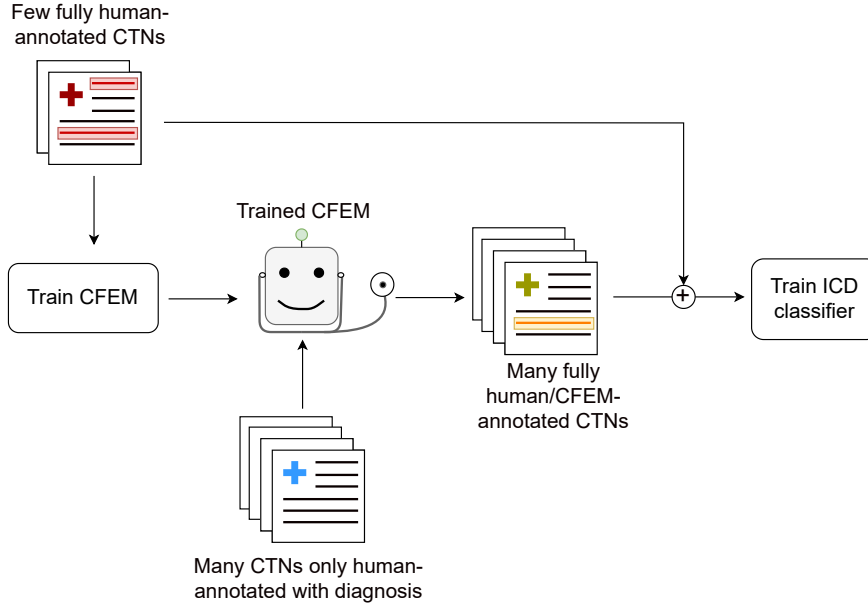 Few fully human-
annotated CTNs
Trained CFEM
Train CFEM
Train ICD
classifier
+
Many fully
human/CFEM-
annotated CTNs
Many CTNs only human-
annotated with diagnosis